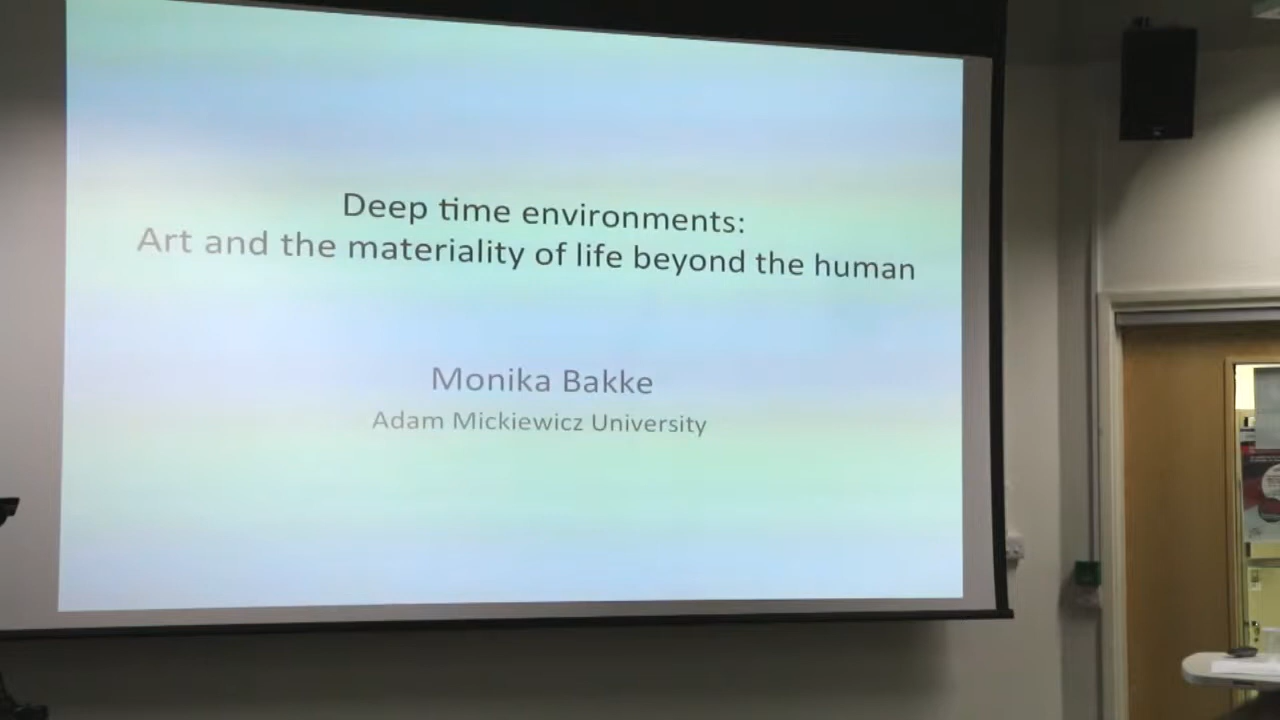 Deep time environments:
Art and the materiality of life beyond the human
Monika Bakke
Adam Mickiewicz University